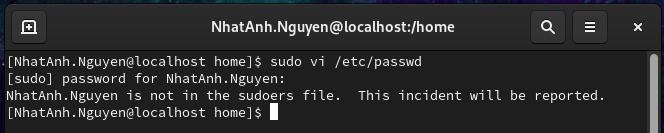 NhatAnh.Nguyen@localhost:/home
[NhatAnh.Nguyen@localhost home]$ sudo vi /etc/passwd
[sudo] password for NhatAnh.Nguyen:
NhatAnh.Nguyen is not in the sudoers file.  This incident will be reported.
[NhatAnh.Nguyen@localhost home]$